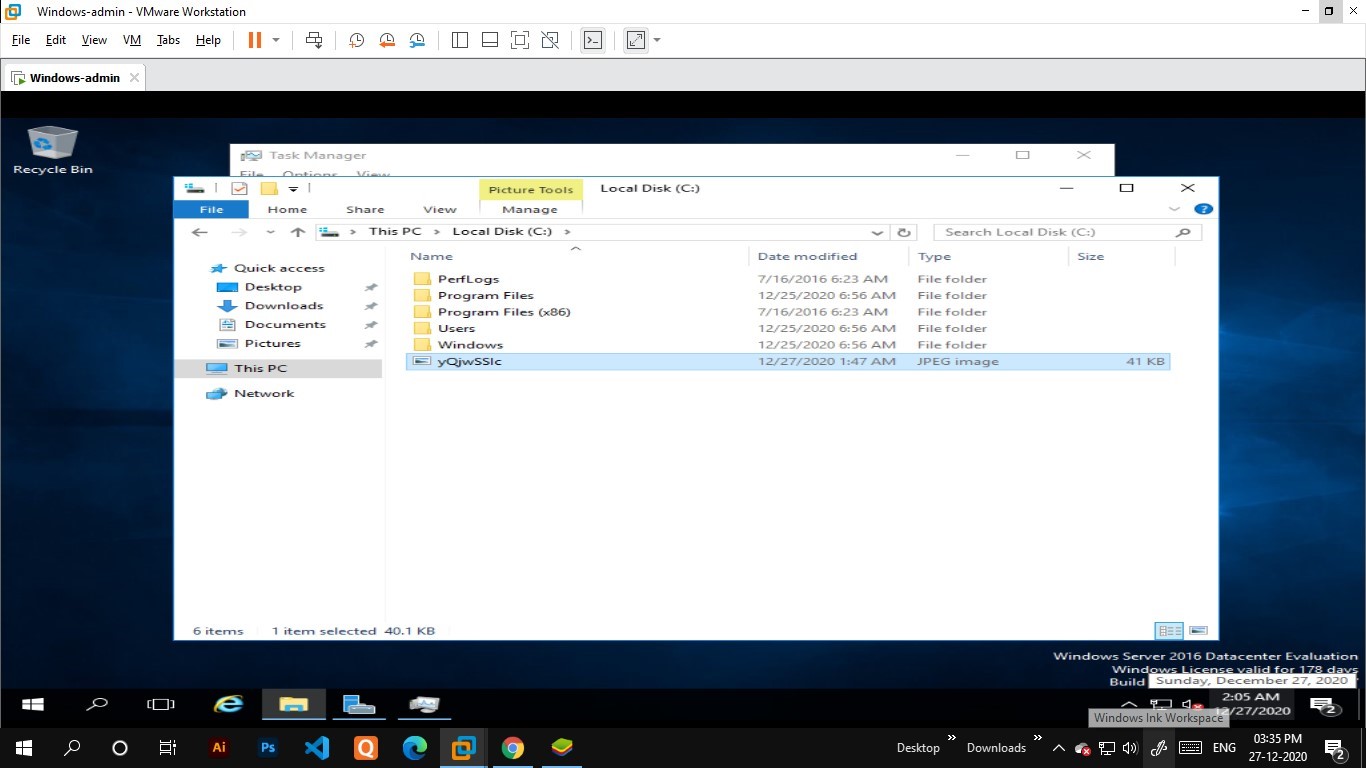 Windows-admin - VMware Workstation
File Edit View VM Tabs Help
Windows-admin
Recycle Bin
Task Manager
File Options View
Picture Tools Local Disk (C:)
File Home Share View Manage
This PC > Local Disk (C:) >
Search Local Disk (C:)
Name Date modified Type Size
Quick access
Desktop
Downloads
Documents
Pictures
This PC
Network
PerfLogs 7/16/2016 6:23 AM File folder
Program Files 12/25/2020 6:56 AM File folder
Program Files (x86) 7/16/2016 6:23 AM File folder
Users 12/25/2020 6:56 AM File folder
Windows 12/25/2020 6:56 AM File folder
yQjwSSIc 12/27/2020 1:47 AM JPEG image 41 KB
6 items 1 item selected 40.1 KB
Windows Server 2016 Datacenter Evaluation
Windows License valid for 178 days
Build
Sunday, December 27, 2020
2:05 AM
12/27/2020
2
Windows Ink Workspace
Ai Ps
Desktop Downloads
ENG
03:35 PM
27-12-2020
2